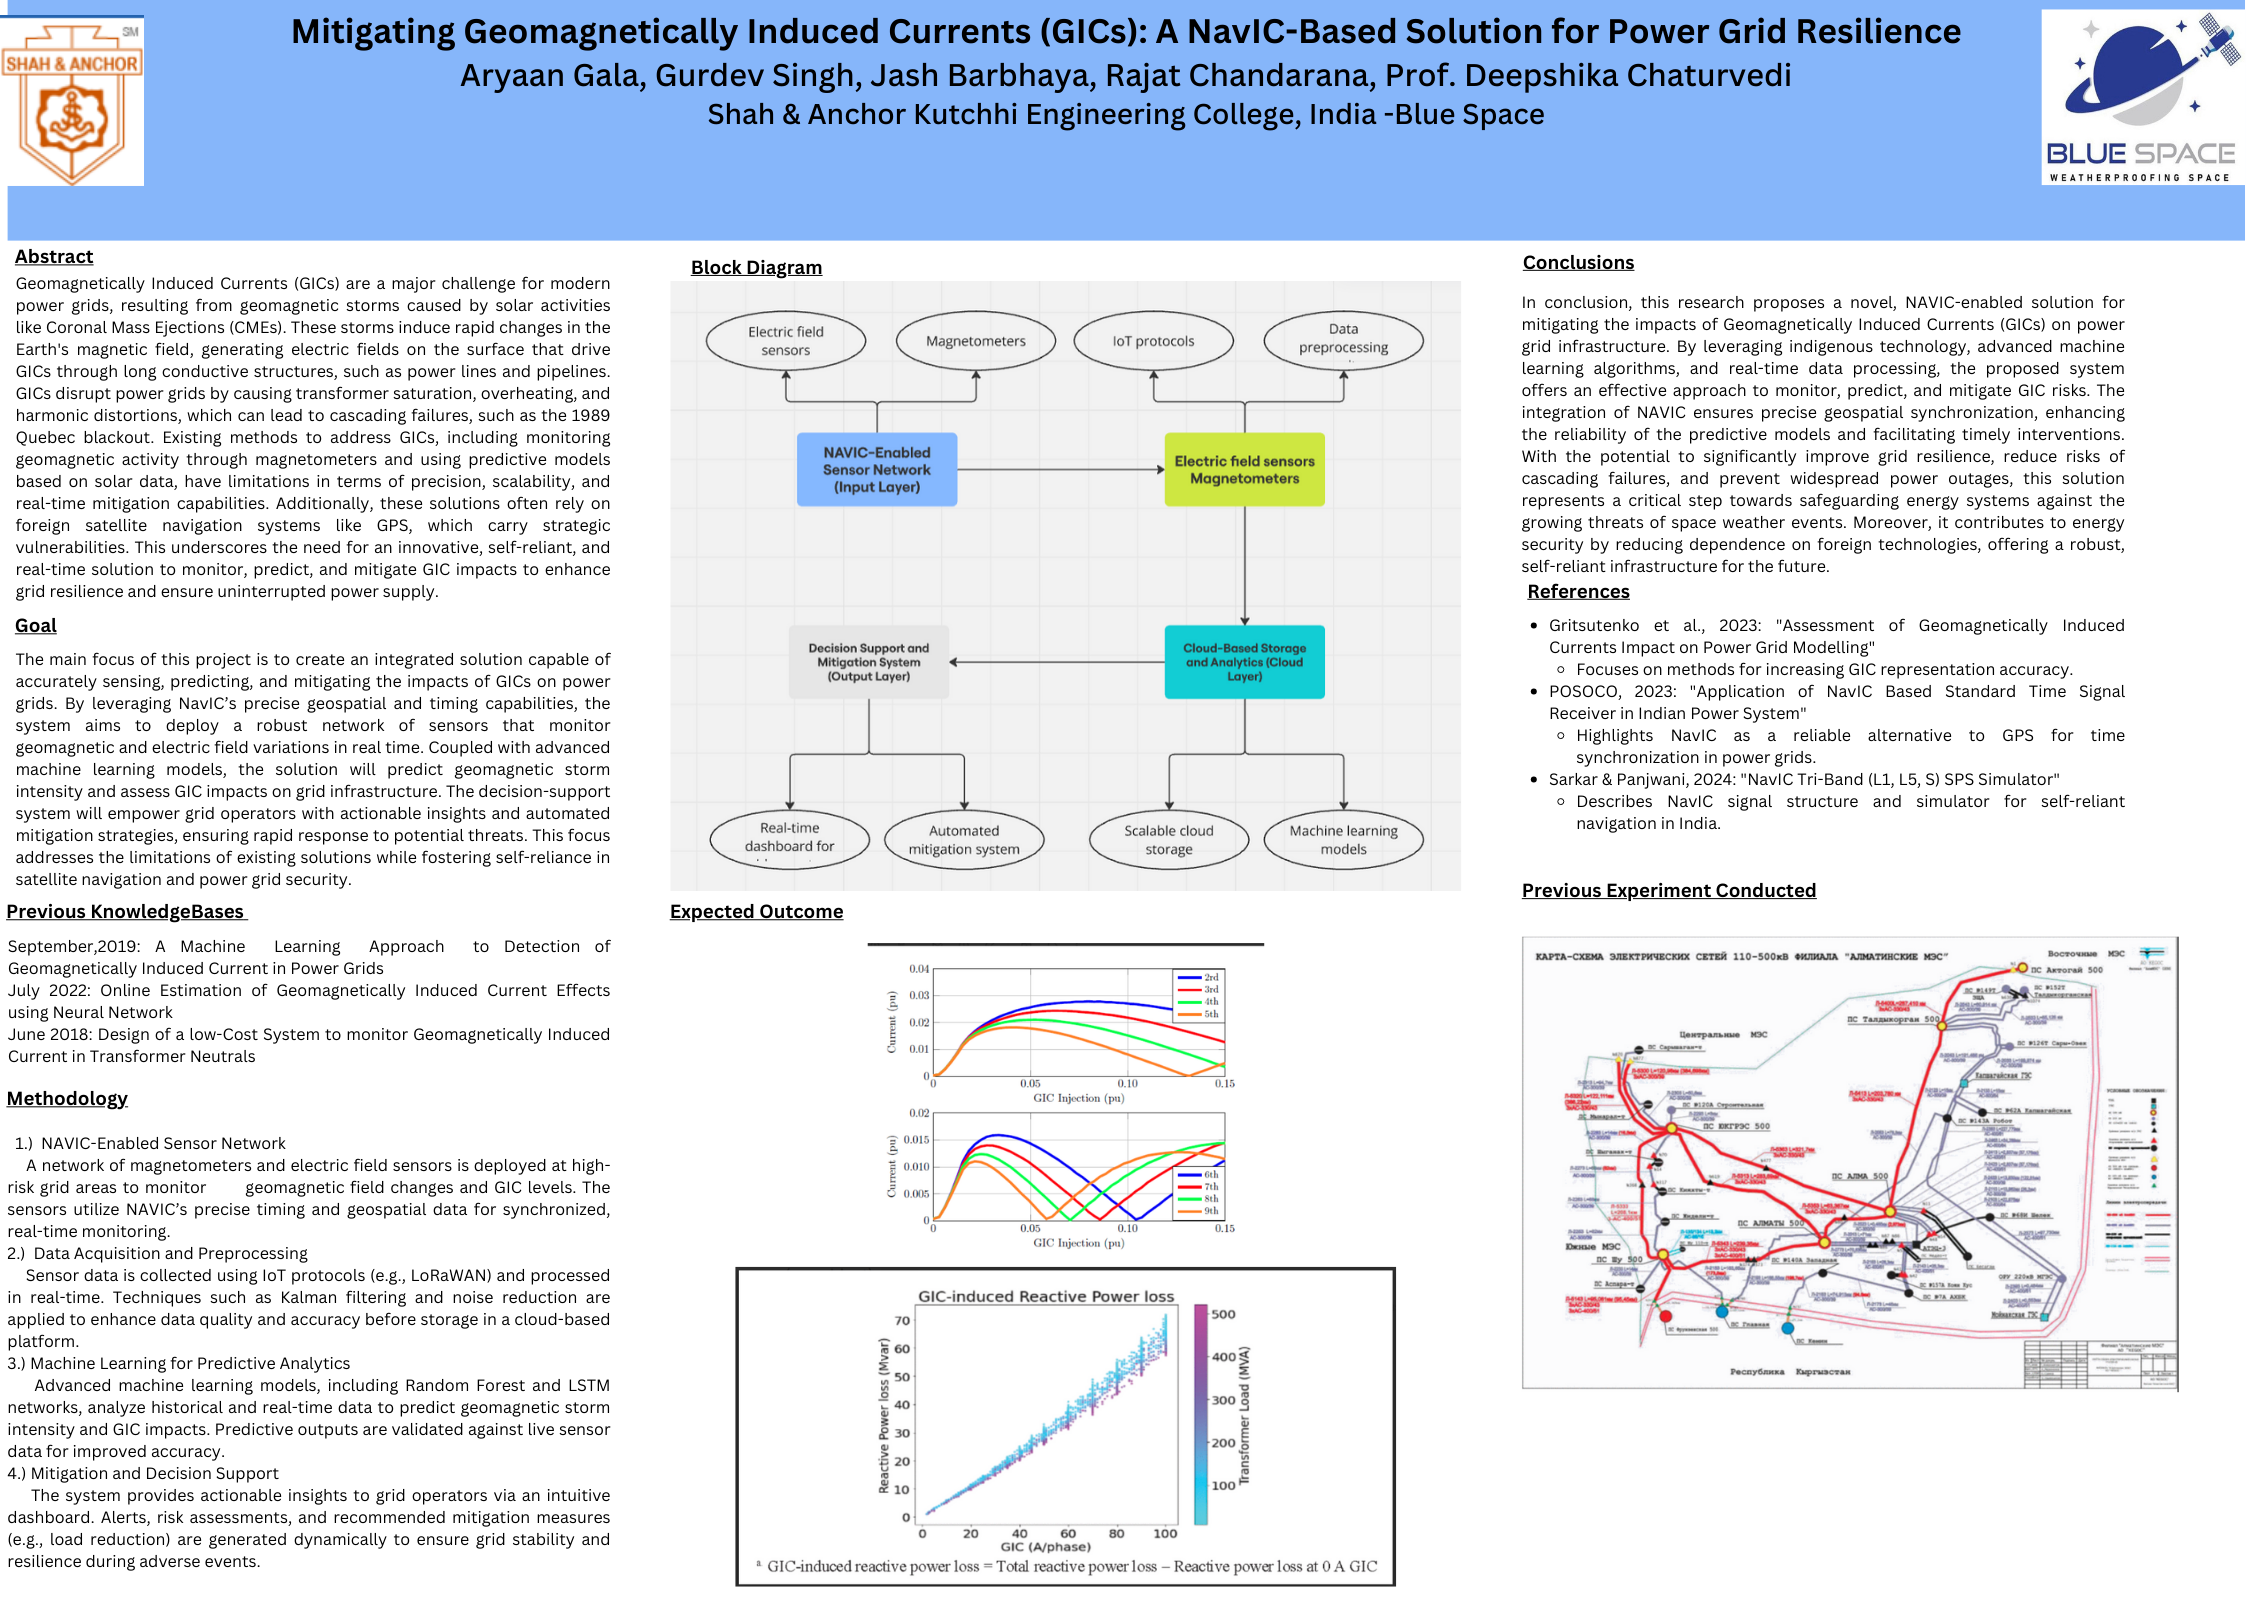 Mitigating Geomagnetically Induced Currents (GICs): A NavIC-Based Solution for Power Grid Resilience
Aryaan Gala, Gurdev Singh, Jash Barbhaya, Rajat Chandarana, Prof. Deepshika Chaturvedi
Shah & Anchor Kutchhi Engineering College, India -Blue Space
SM
SHAH & ANCHOR
BLUE SPACE
WEATHERPROOFING SPACE
Abstract
Geomagnetically Induced Currents (GICs) are a major challenge for modern
power grids, resulting from geomagnetic storms caused by solar activities
like Coronal Mass Ejections (CMEs). These storms induce rapid changes in the
Earth's magnetic field, generating electric fields on the surface that drive
GICs through long conductive structures, such as power lines and pipelines.
GICs disrupt power grids by causing transformer saturation, overheating, and
harmonic distortions, which can lead to cascading failures, such as the 1989
Quebec blackout. Existing methods to address GICs, including monitoring
geomagnetic activity through magnetometers and using predictive models
based on solar data, have limitations in terms of precision, scalability, and
real-time mitigation capabilities. Additionally, these solutions often rely on
foreign satellite navigation systems like GPS, which carry strategic
vulnerabilities. This underscores the need for an innovative, self-reliant, and
real-time solution to monitor, predict, and mitigate GIC impacts to enhance
grid resilience and ensure uninterrupted power supply.
Goal
The main focus of this project is to create an integrated solution capable of
accurately sensing, predicting, and mitigating the impacts of GICs on power
grids. By leveraging NavIC’s precise geospatial and timing capabilities, the
system aims to deploy a robust network of sensors that monitor
geomagnetic and electric field variations in real time. Coupled with advanced
machine learning models, the solution will predict geomagnetic storm
intensity and assess GIC impacts on grid infrastructure. The decision-support
system will empower grid operators with actionable insights and automated
mitigation strategies, ensuring rapid response to potential threats. This focus
addresses the limitations of existing solutions while fostering self-reliance in
satellite navigation and power grid security.
Previous KnowledgeBases
September,2019: A Machine Learning Approach to Detection of
Geomagnetically Induced Current in Power Grids
July 2022: Online Estimation of Geomagnetically Induced Current Effects
using Neural Network
June 2018: Design of a low-Cost System to monitor Geomagnetically Induced
Current in Transformer Neutrals
Methodology
1.) NAVIC-Enabled Sensor Network
A network of magnetometers and electric field sensors is deployed at high-
risk grid areas to monitor geomagnetic field changes and GIC levels. The
sensors utilize NAVIC’s precise timing and geospatial data for synchronized,
real-time monitoring.
2.) Data Acquisition and Preprocessing
Sensor data is collected using IoT protocols (e.g., LoRaWAN) and processed
in real-time. Techniques such as Kalman filtering and noise reduction are
applied to enhance data quality and accuracy before storage in a cloud-based
platform.
3.) Machine Learning for Predictive Analytics
Advanced machine learning models, including Random Forest and LSTM
networks, analyze historical and real-time data to predict geomagnetic storm
intensity and GIC impacts. Predictive outputs are validated against live sensor
data for improved accuracy.
4.) Mitigation and Decision Support
The system provides actionable insights to grid operators via an intuitive
dashboard. Alerts, risk assessments, and recommended mitigation measures
(e.g., load reduction) are generated dynamically to ensure grid stability and
resilience during adverse events.
Block Diagram
Electric field
sensors
Magnetometers
IoT protocols
Data
preprocessing
NAVIC-Enabled
Sensor Network
(Input Layer)
Electric field sensors
Magnetometers
Decision Support and
Mitigation System
(Output Layer)
Cloud-Based Storage
and Analytics (Cloud
Layer)
Real-time
dashboard for
Automated
mitigation system
Scalable cloud
storage
Machine learning
models
Expected Outcome
0.04
0.03
0.02
0.01
0
Current (pu)
2rd
3rd
4th
5th
0 0.05 0.10 0.15
GIC Injection (pu)
0.02
0.015
0.010
0.005
0
Current (pu)
6th
7th
8th
9th
0 0.05 0.10 0.15
GIC Injection (pu)
GIC-induced Reactive Power loss
70
60
50
40
30
20
10
0
Reactive Power loss (Mvar)
0 20 40 60 80 100
GIC (A/phase)
500
400
300
200
100
Transformer Load (MVA)
a. GIC-induced reactive power loss = Total reactive power loss – Reactive power loss at 0 A GIC
Conclusions
In conclusion, this research proposes a novel, NAVIC-enabled solution for
mitigating the impacts of Geomagnetically Induced Currents (GICs) on power
grid infrastructure. By leveraging indigenous technology, advanced machine
learning algorithms, and real-time data processing, the proposed system
offers an effective approach to monitor, predict, and mitigate GIC risks. The
integration of NAVIC ensures precise geospatial synchronization, enhancing
the reliability of the predictive models and facilitating timely interventions.
With the potential to significantly improve grid resilience, reduce risks of
cascading failures, and prevent widespread power outages, this solution
represents a critical step towards safeguarding energy systems against the
growing threats of space weather events. Moreover, it contributes to energy
security by reducing dependence on foreign technologies, offering a robust,
self-reliant infrastructure for the future.
References
• Gritsutenko et al., 2023: "Assessment of Geomagnetically Induced
Currents Impact on Power Grid Modelling"
◦ Focuses on methods for increasing GIC representation accuracy.
• POSOCO, 2023: "Application of NavIC Based Standard Time Signal
Receiver in Indian Power System"
◦ Highlights NavIC as a reliable alternative to GPS for time
synchronization in power grids.
• Sarkar & Panjwani, 2024: "NavIC Tri-Band (L1, L5, S) SPS Simulator"
◦ Describes NavIC signal structure and simulator for self-reliant
navigation in India.
Previous Experiment Conducted
КАРТА-СХЕМА ЭЛЕКТРИЧЕСКИХ СЕТЕЙ 110-500кВ ФИЛИАЛА "АЛМАТИНСКИЕ МЭС"
Восточные МЭС
ПС Актогай 500
ПС Талдыкорган 500
Центральные МЭС
Капшагайская ГЭС
ПС ЮКГРЭС 500
ПС АЛМА 500
ПС АЛМАТЫ 500
Южные МЭС
ПС Шу 500
ПС Главная
Республика Кыргызстан